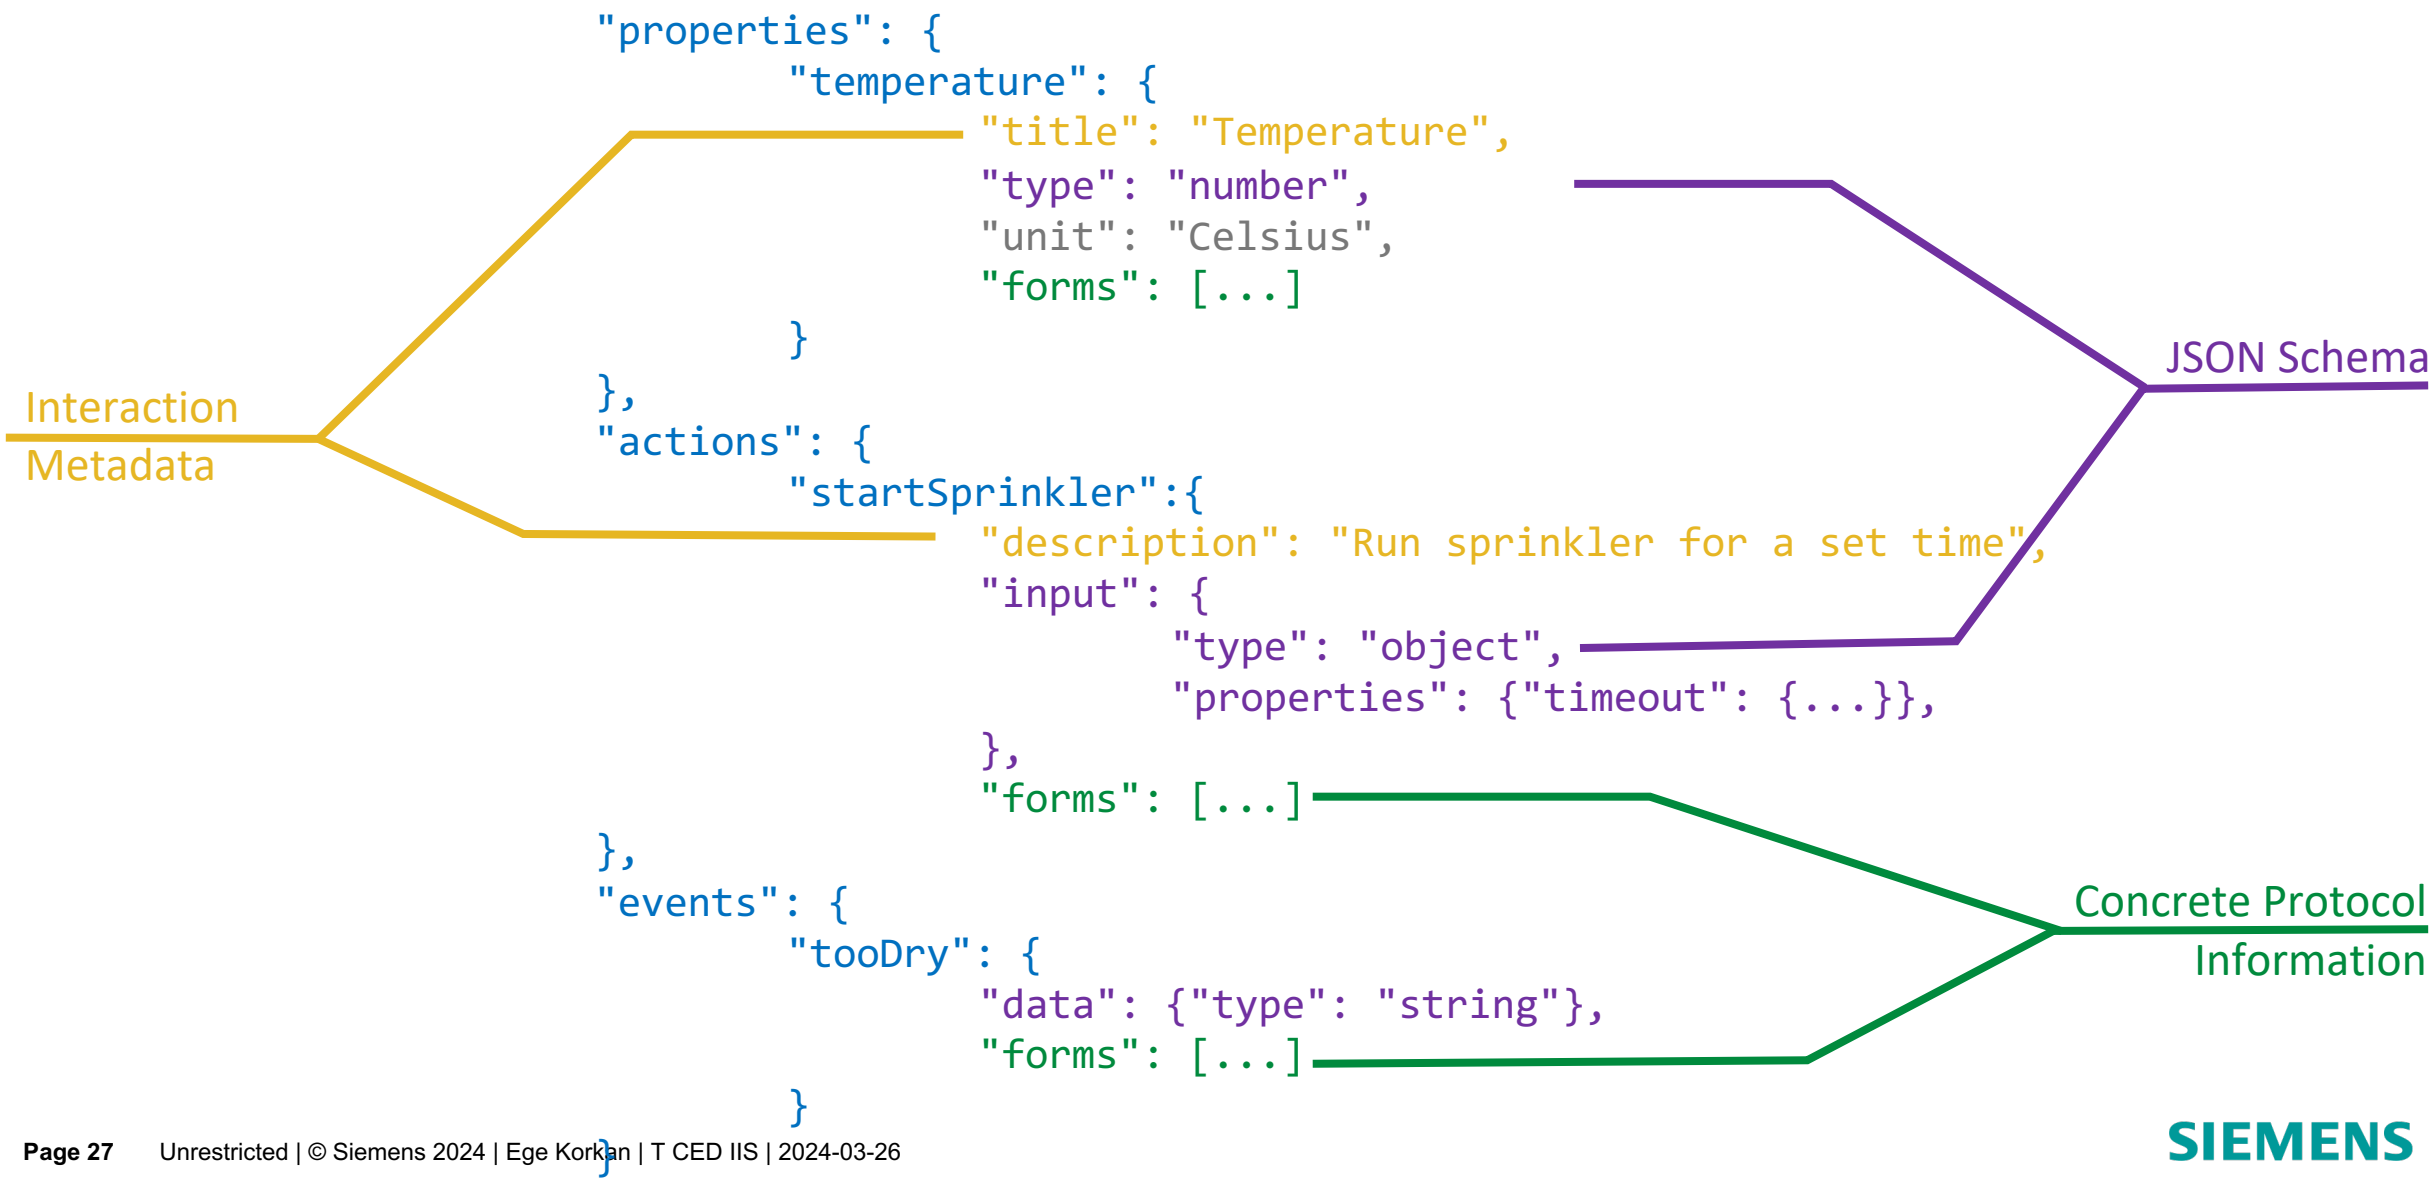 "properties": {
"temperature": {
"title": "Temperature",
"type": "number",
"unit": "Celsius",
"forms": [...]
}
},
"actions": {
"startSprinkler":{
"description": "Run sprinkler for a set time",
"input": {
"type": "object",
"properties": {"timeout": {...}},
},
"forms": [...]
},
"events": {
"tooDry": {
"data": {"type": "string"},
"forms": [...]
}
}
Interaction
Metadata
JSON Schema
Concrete Protocol
Information
Page 27 Unrestricted | © Siemens 2024 | Ege Korkan | T CED IIS | 2024-03-26
SIEMENS